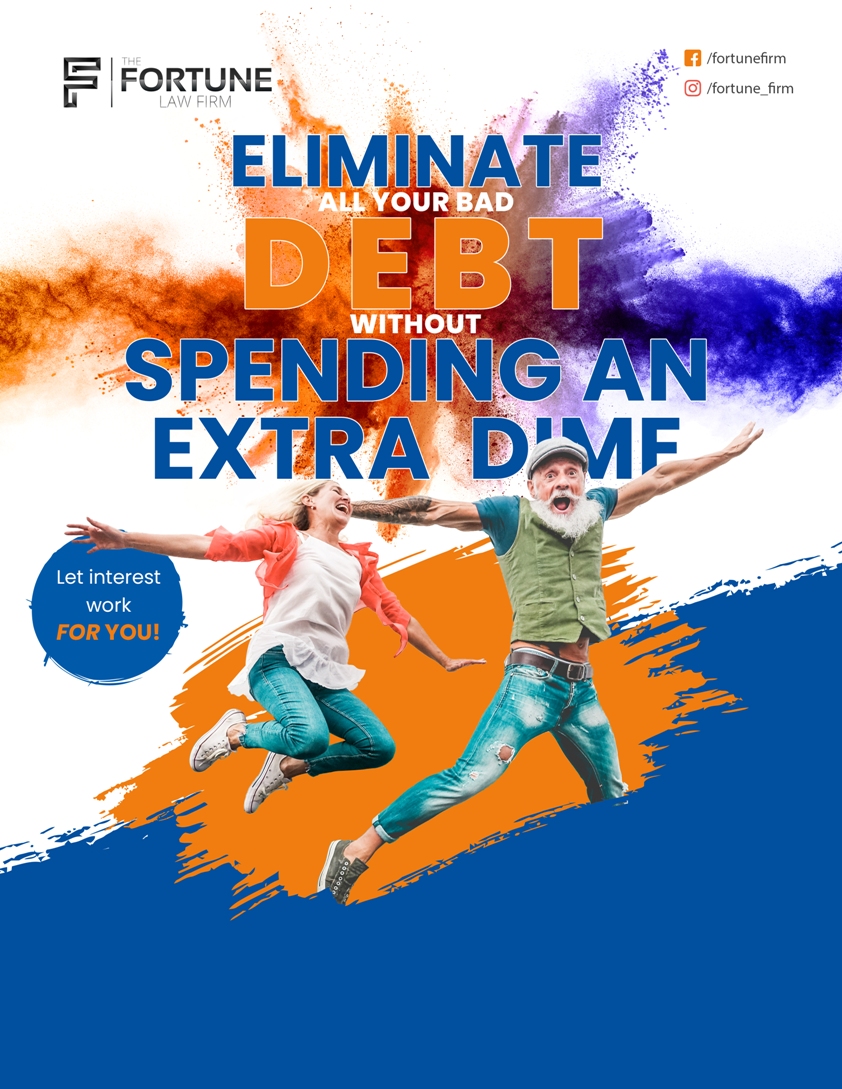 THE
FORTUNE
LAW FIRM
/fortunefirm
/fortune_firm
ELIMINATE
ALL YOUR BAD
DEBT
WITHOUT
SPENDING AN
EXTRA DIME
Let interest
work
FOR YOU!